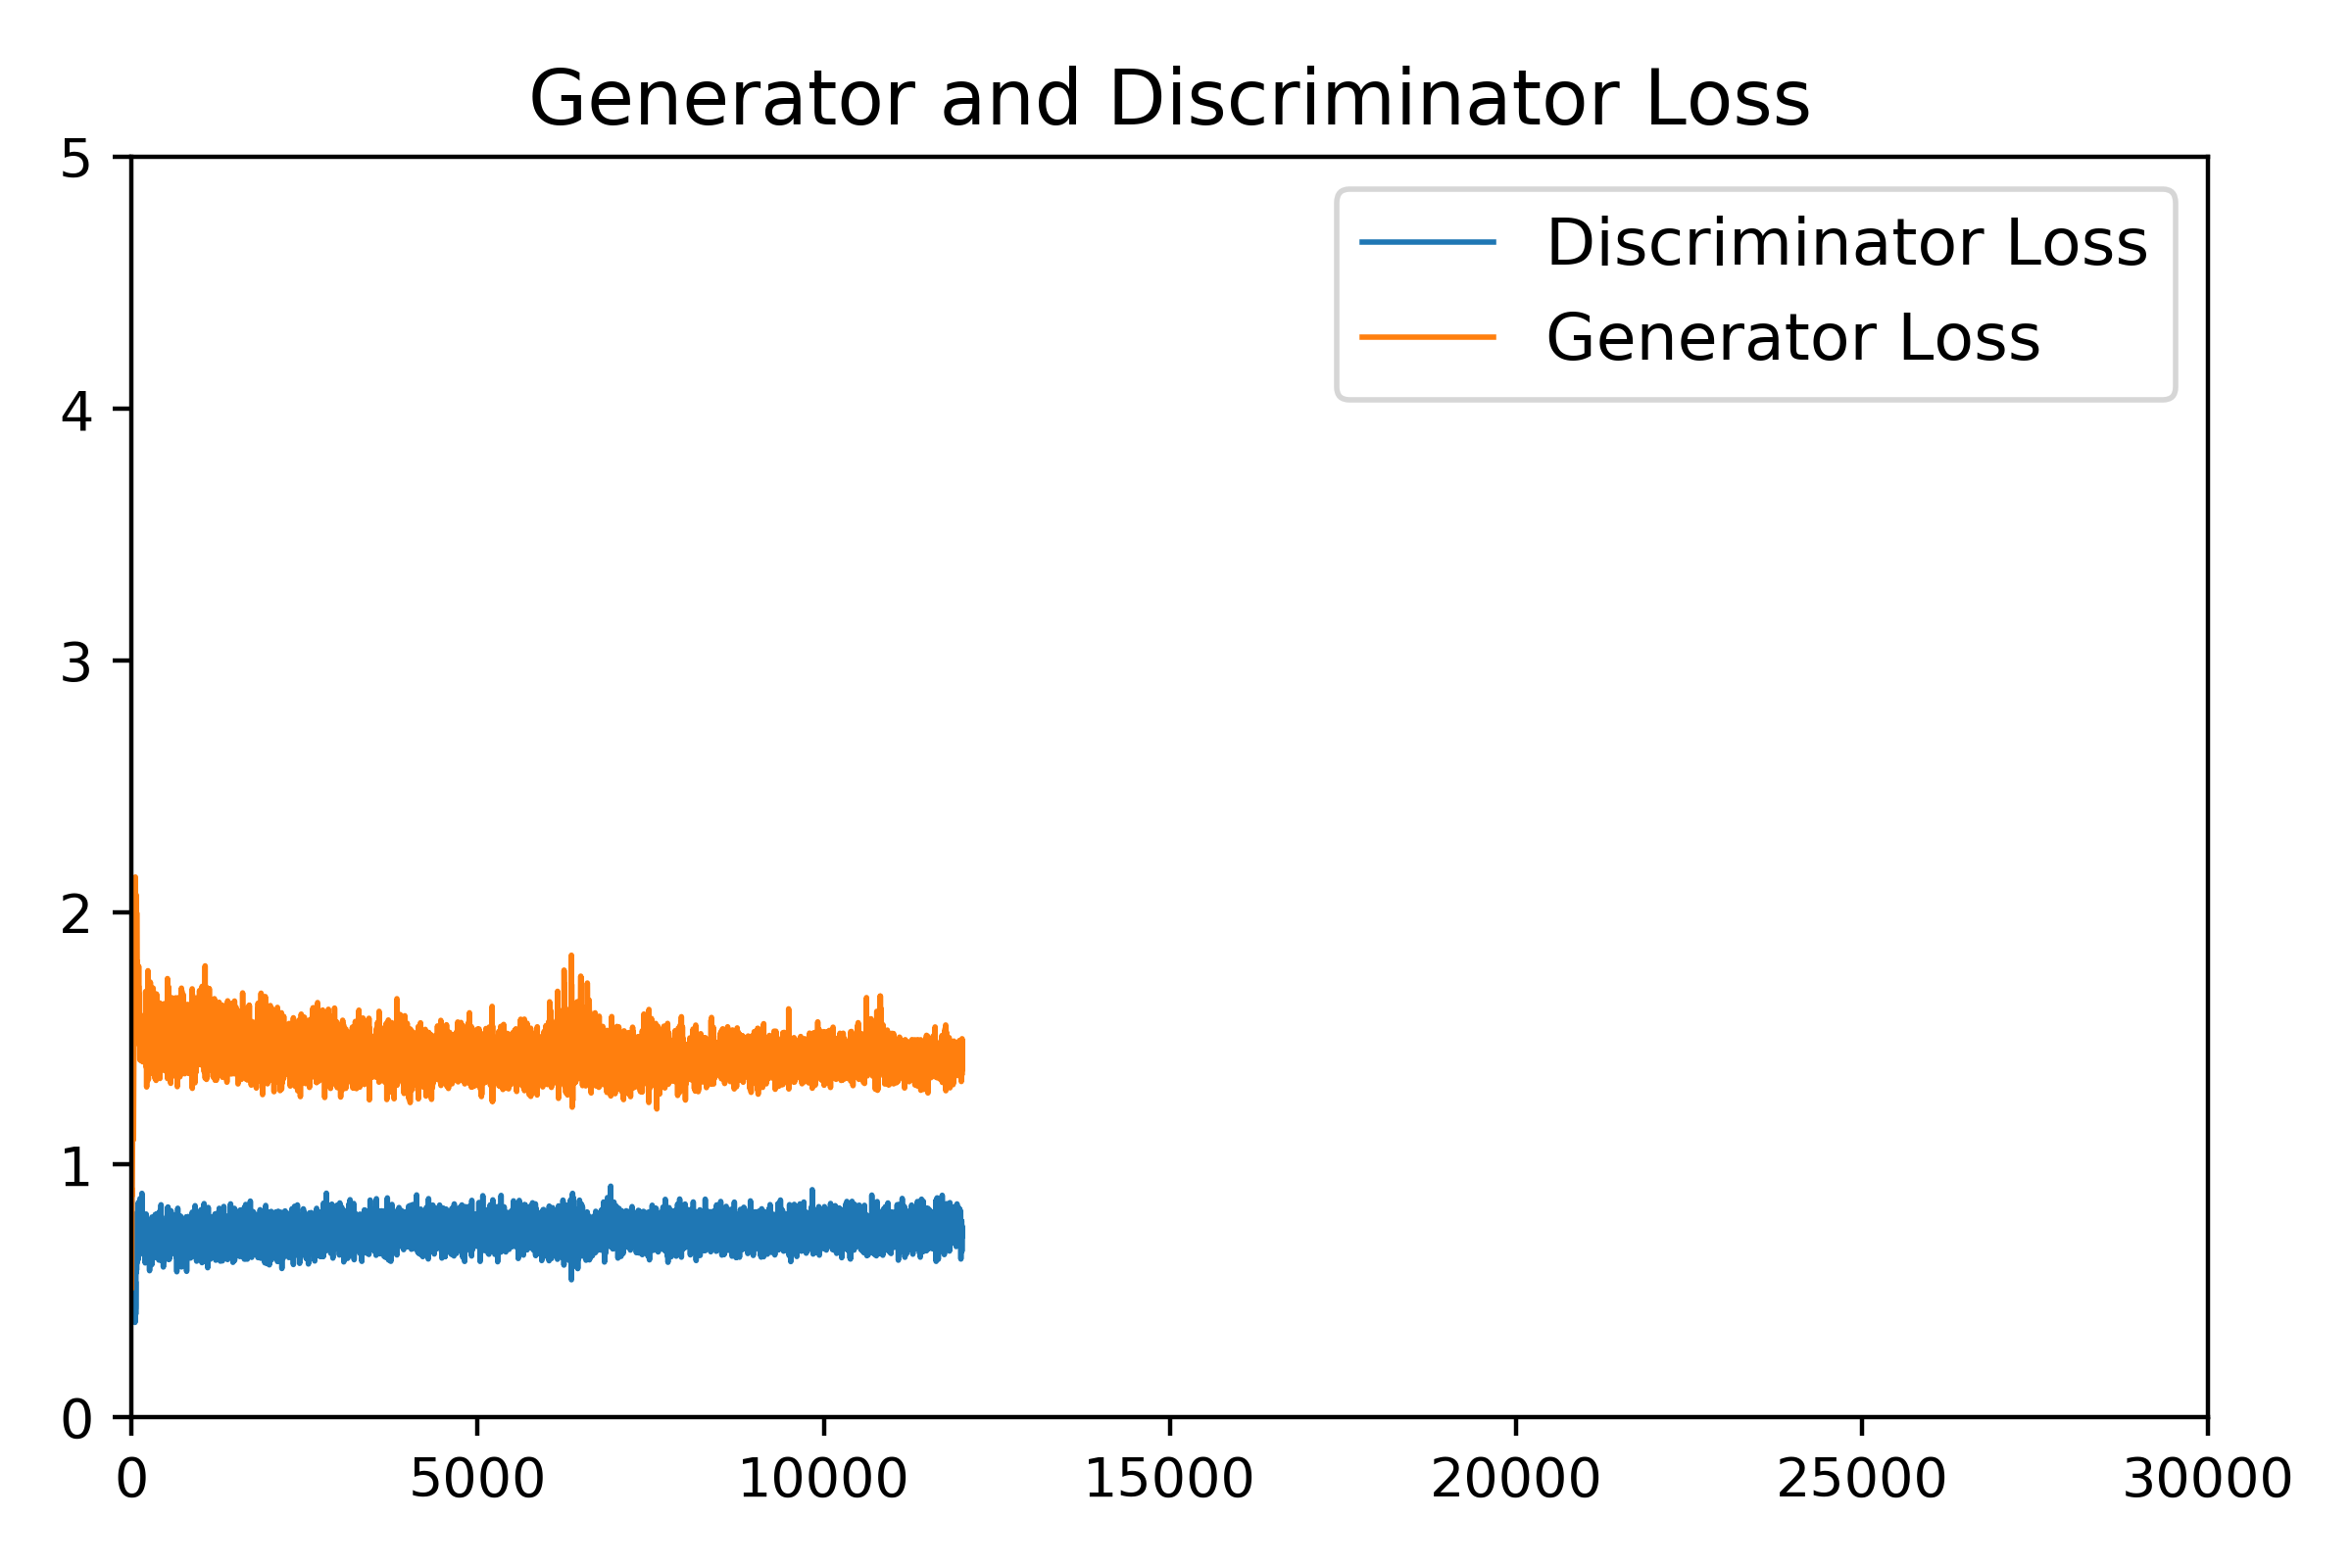 Generator and Discriminator Loss
5
4
3
2
1
0
Discriminator Loss
Generator Loss
0 5000 10000 15000 20000 25000 30000